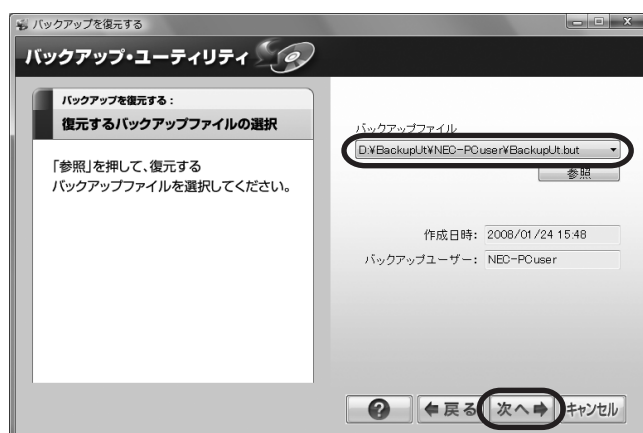 バックアップを復元する
バックアップ・ユーティリティ
バックアップを復元する：
復元するバックアップファイルの選択
「参照」を押して、復元する
バックアップファイルを選択してください。
バックアップファイル
D:¥BackupUt¥NEC-PCuser¥BackupUt.but
参照
作成日時： 2008/01/24 15:48
バックアップユーザー： NEC-PCuser
? 戻る 次へ キャンセル